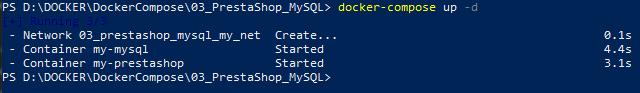 PS D:\DOCKER\DockerCompose\03_PrestaShop_MySQL> docker-compose up -d
[+] Running 3/3
- Network 03_prestashop_mysql_my_net Create... 0.1s
- Container my-mysql Started 4.4s
- Container my-prestashop Started 3.1s
PS D:\DOCKER\DockerCompose\03_PrestaShop_MySQL>